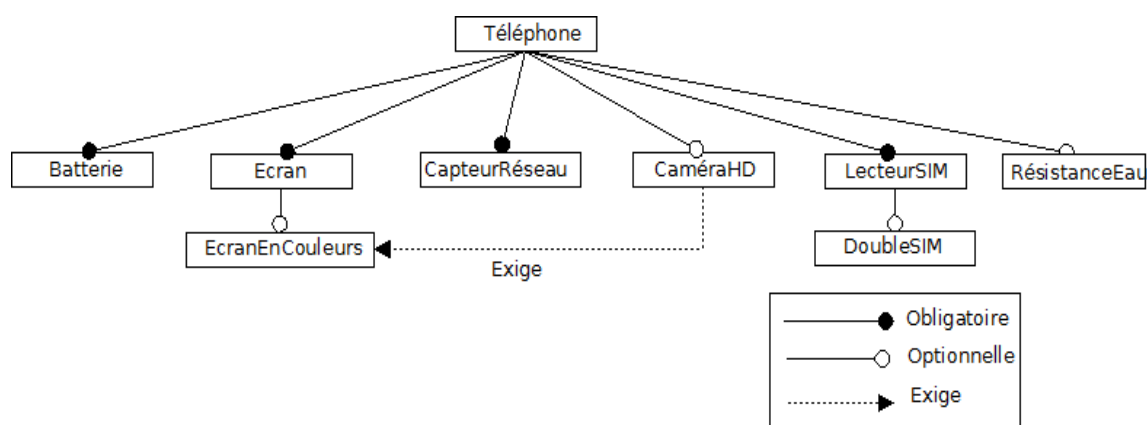 Téléphone
Batterie
Ecran
CapteurRéseau
CaméraHD
LecteurSIM
RésistanceEau
EcranEnCouleurs
DoubleSIM
Exige
Obligatoire
Optionnelle
Exige